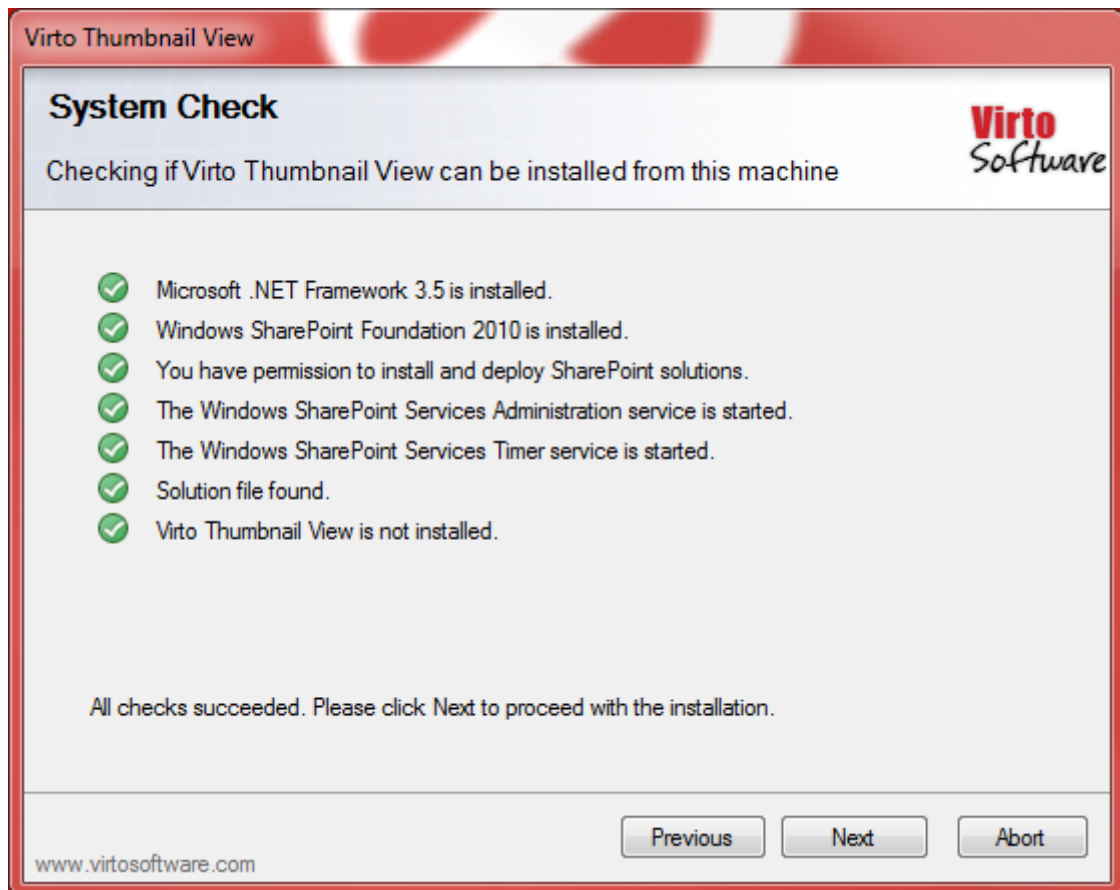 Virto Thumbnail View
System Check
Checking if Virto Thumbnail View can be installed from this machine
Virto
Software
Microsoft .NET Framework 3.5 is installed.
Windows SharePoint Foundation 2010 is installed.
You have permission to install and deploy SharePoint solutions.
The Windows SharePoint Services Administration service is started.
The Windows SharePoint Services Timer service is started.
Solution file found.
Virto Thumbnail View is not installed.
All checks succeeded. Please click Next to proceed with the installation.
Previous Next Abort
www.virtosoftware.com